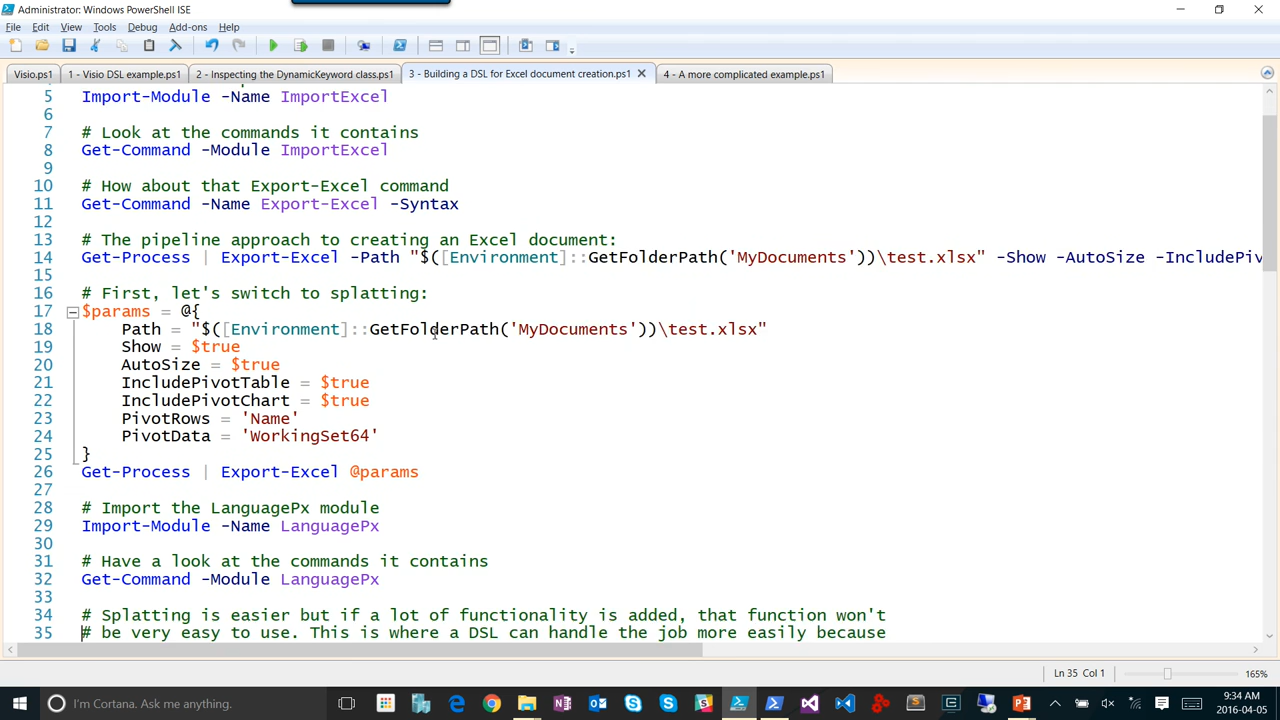 Administrator: Windows PowerShell ISE
File Edit View Tools Debug Add-ons Help
Visio.ps1 1 - Visio DSL example.ps1 2 - Inspecting the DynamicKeyword class.ps1 3 - Building a DSL for Excel document creation.ps1 4 - A more complicated example.ps1
5 Import-Module -Name ImportExcel
6
7 # Look at the commands it contains
8 Get-Command -Module ImportExcel
9
10 # How about that Export-Excel command
11 Get-Command -Name Export-Excel -Syntax
12
13 # The pipeline approach to creating an Excel document:
14 Get-Process | Export-Excel -Path "$([Environment]::GetFolderPath('MyDocuments'))\test.xlsx" -Show -AutoSize -IncludePiv
15
16 # First, let's switch to splatting:
17 $params = @{
18 Path = "$([Environment]::GetFolderPath('MyDocuments'))\test.xlsx"
19 Show = $true
20 AutoSize = $true
21 IncludePivotTable = $true
22 IncludePivotChart = $true
23 PivotRows = 'Name'
24 PivotData = 'WorkingSet64'
25 }
26 Get-Process | Export-Excel @params
27
28 # Import the LanguagePx module
29 Import-Module -Name LanguagePx
30
31 # Have a look at the commands it contains
32 Get-Command -Module LanguagePx
33
34 # Splatting is easier but if a lot of functionality is added, that function won't
35 # be very easy to use. This is where a DSL can handle the job more easily because
Ln 35 Col 1 165%
I'm Cortana. Ask me anything.
9:34 AM
2016-04-05